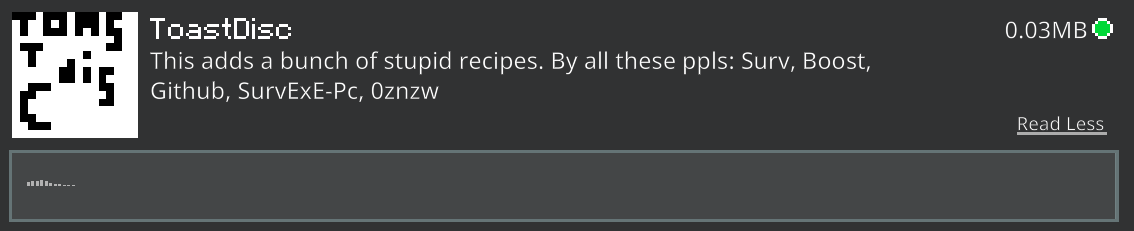 ToastDisc
0.03MB
This adds a bunch of stupid recipes. By all these ppls: Surv, Boost,
Github, SurvExE-Pc, 0znzw
Read Less